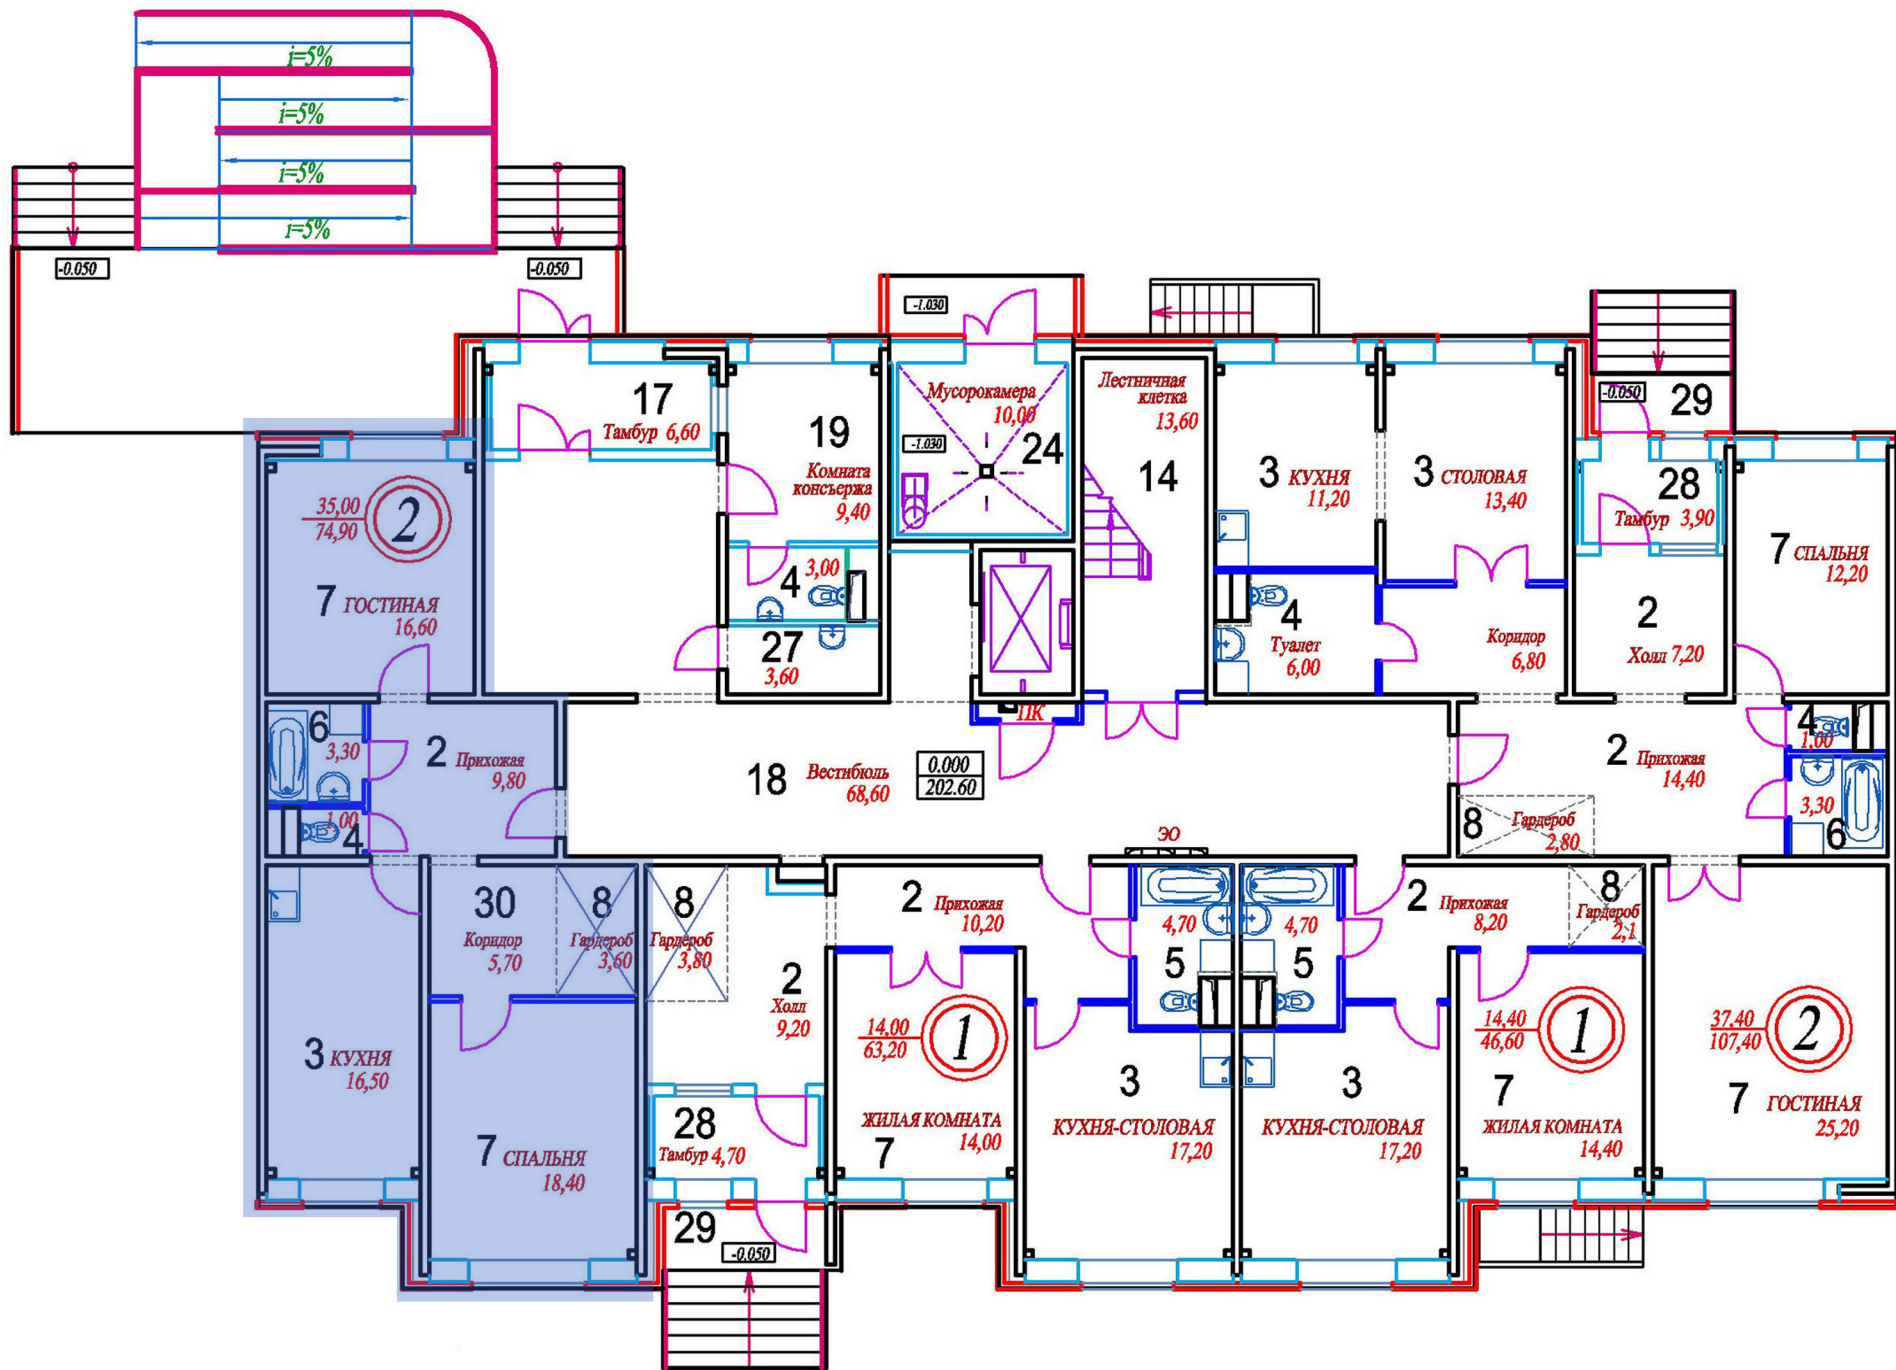 i=5%
i=5%
i=5%
i=5%
-0.050
-0.050
-1.030
-0.050
29
17
Тамбур 6,60
19
Комната
консьержа
9,40
Мусорокамера
10,00
-1.030
24
Лестничная
клетка
13,60
14
3 КУХНЯ
11,20
3 СТОЛОВАЯ
13,40
28
Тамбур 3,90
7 СПАЛЬНЯ
12,20
35,00
74,90
2
7 ГОСТИНАЯ
16,60
3,00
4
27
3,60
4
Туалет
6,00
Коридор
6,80
2
Холл 7,20
6
3,30
2 Прихожая
9,80
1,00
4
18 Вестибюль
68,60
0.000
202.60
ПК
ЭО
2 Прихожая
14,40
4
1,00
3,30
6
8 Гардероб
2,80
30
Коридор
5,70
8
Гардероб
3,60
8
Гардероб
3,80
2
Холл
9,20
2 Прихожая
10,20
4,70
5
4,70
5
2 Прихожая
8,20
8
Гардероб
2,1
3 КУХНЯ
16,50
7 СПАЛЬНЯ
18,40
28
Тамбур 4,70
29
-0.050
14,00
63,20
1
ЖИЛАЯ КОМНАТА
14,00
7
3
КУХНЯ-СТОЛОВАЯ
17,20
3
КУХНЯ-СТОЛОВАЯ
17,20
14,40
46,60
1
7
ЖИЛАЯ КОМНАТА
14,40
37,40
107,40
2
7 ГОСТИНАЯ
25,20